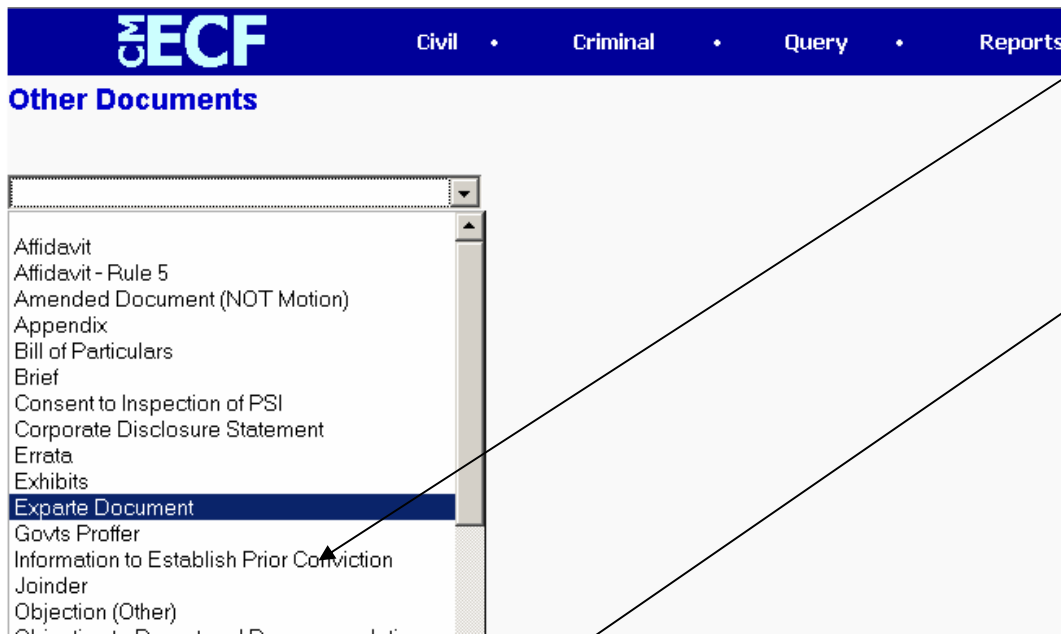 CM ECF Civil • Criminal • Query • Reports
Other Documents
Affidavit
Affidavit - Rule 5
Amended Document (NOT Motion)
Appendix
Bill of Particulars
Brief
Consent to Inspection of PSI
Corporate Disclosure Statement
Errata
Exhibits
Exparte Document
Govts Proffer
Information to Establish Prior Conviction
Joinder
Objection (Other)